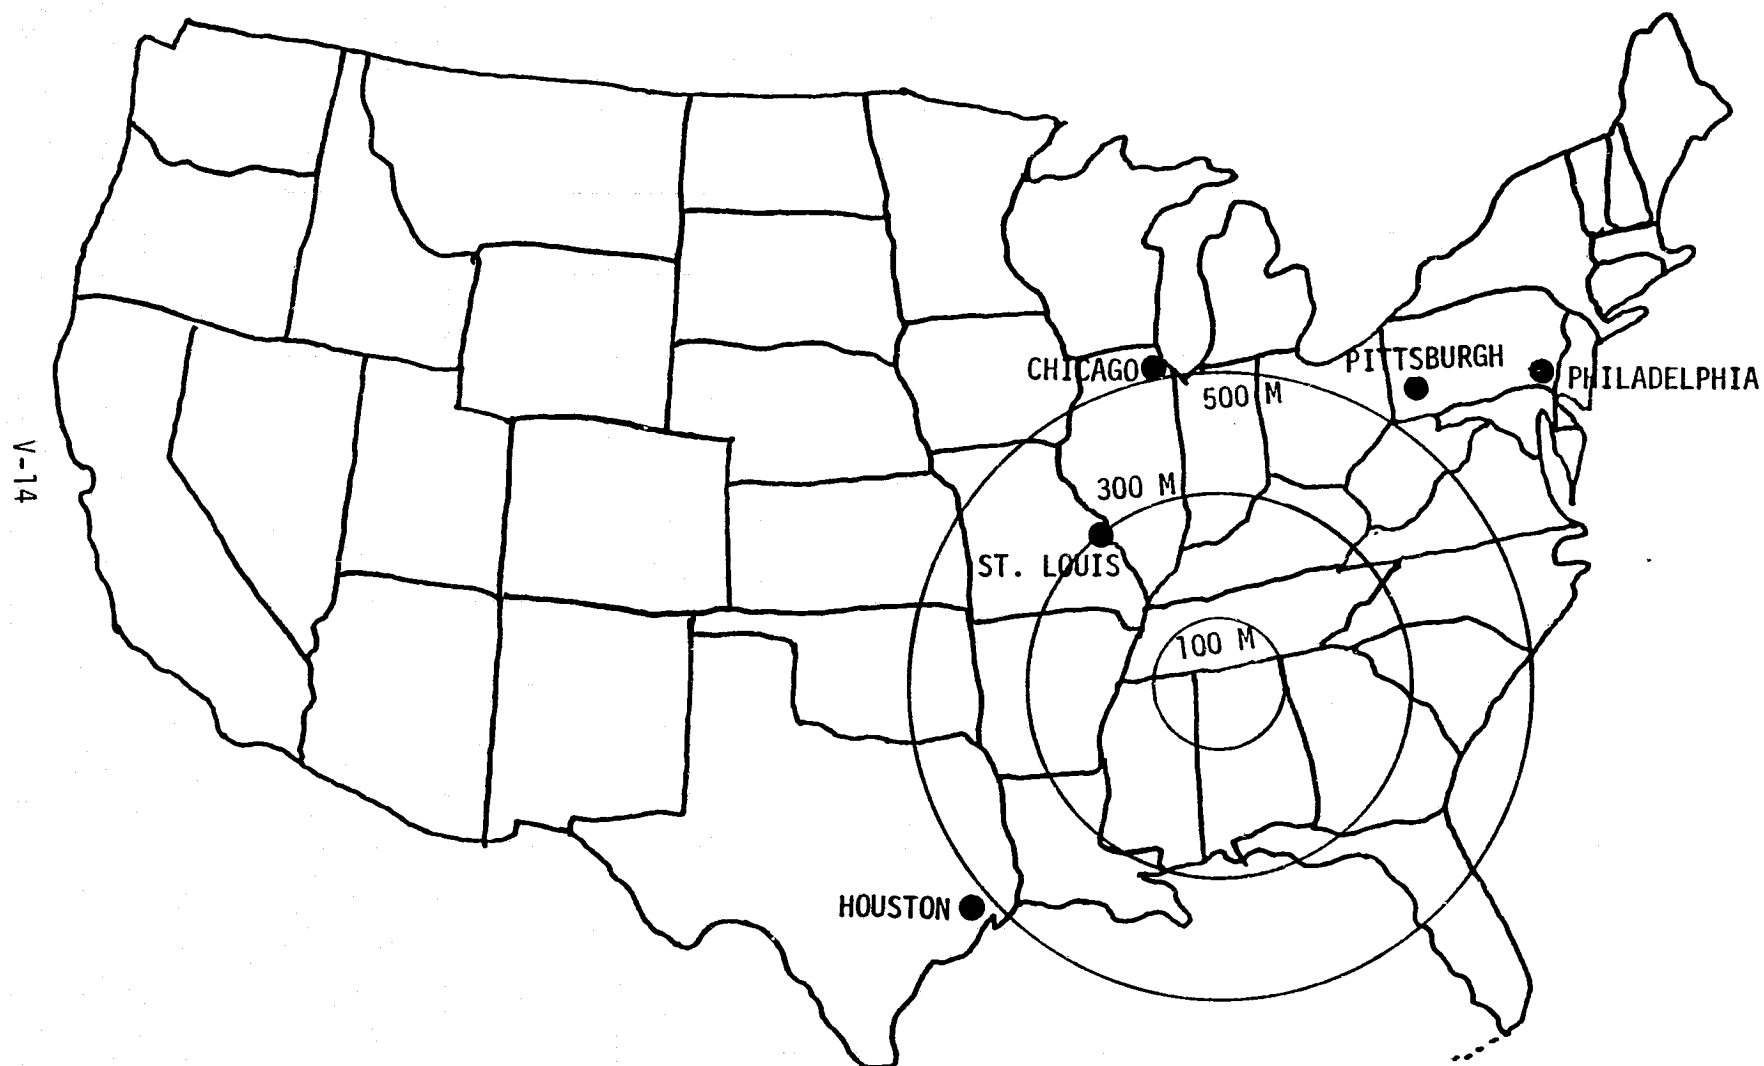 PITTSBURGH
CHICAGO
PHILADELPHIA
500 M
300 M
ST. LOUIS
100 M
HOUSTON
V-14